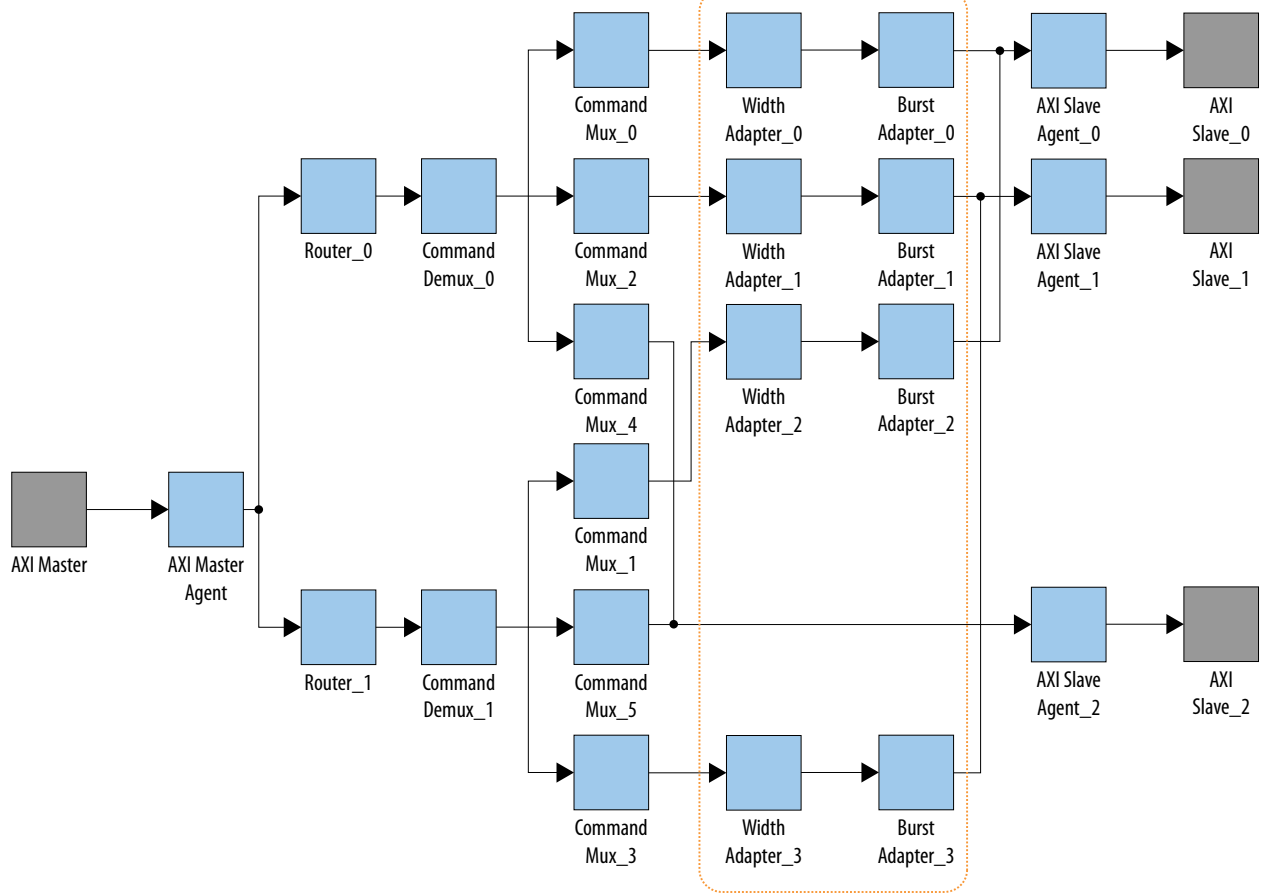 Command
Mux_0
Width
Adapter_0
Burst
Adapter_0
AXI Slave
Agent_0
AXI
Slave_0
Router_0
Command
Demux_0
Command
Mux_2
Width
Adapter_1
Burst
Adapter_1
AXI Slave
Agent_1
AXI
Slave_1
Command
Mux_4
Width
Adapter_2
Burst
Adapter_2
AXI Master
AXI Master
Agent
Command
Mux_1
Router_1
Command
Demux_1
Command
Mux_5
AXI Slave
Agent_2
AXI
Slave_2
Command
Mux_3
Width
Adapter_3
Burst
Adapter_3